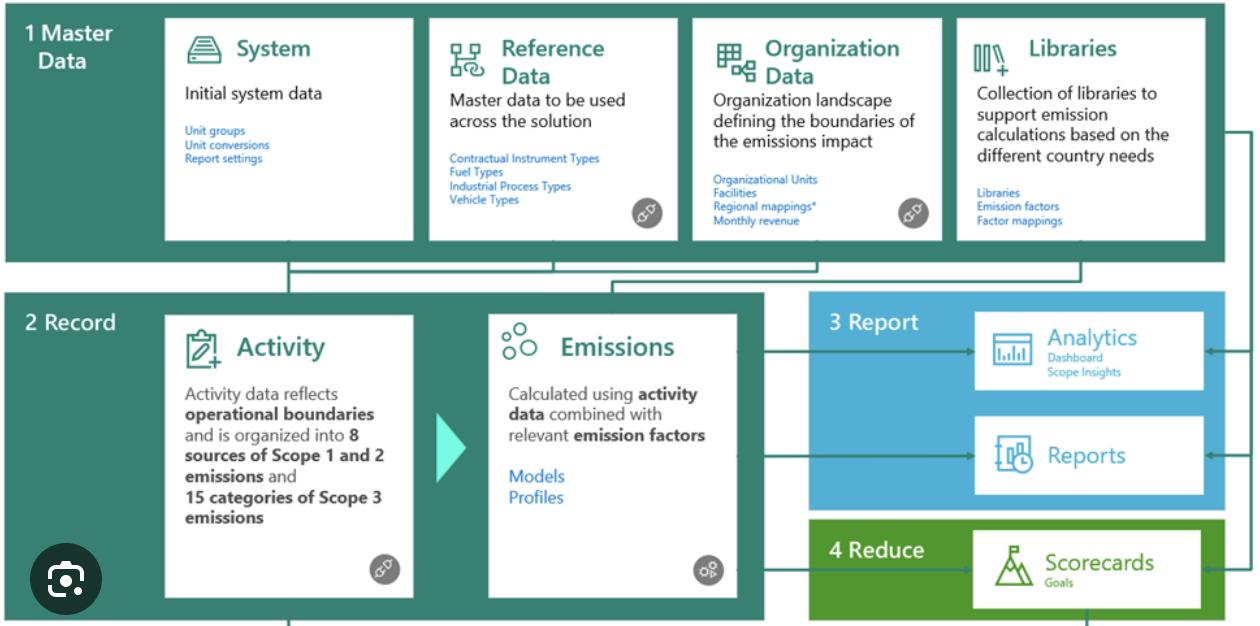 1 Master
Data
System
Initial system data
Unit groups
Unit conversions
Report settings
Reference
Data
Master data to be used
across the solution
Contractual Instrument Types
Fuel Types
Industrial Process Types
Vehicle Types
Organization
Data
Organization landscape
defining the boundaries of
the emissions impact
Organizational Units
Facilities
Regional mappings*
Monthly revenue
Libraries
Collection of libraries to
support emission
calculations based on the
different country needs
Libraries
Emission factors
Factor mappings
2 Record
Activity
Activity data reflects
operational boundaries
and is organized into 8
sources of Scope 1 and 2
emissions and
15 categories of Scope 3
emissions
Emissions
Calculated using activity
data combined with
relevant emission factors
Models
Profiles
3 Report
Analytics
Dashboard
Scope Insights
Reports
4 Reduce
Scorecards
Goals